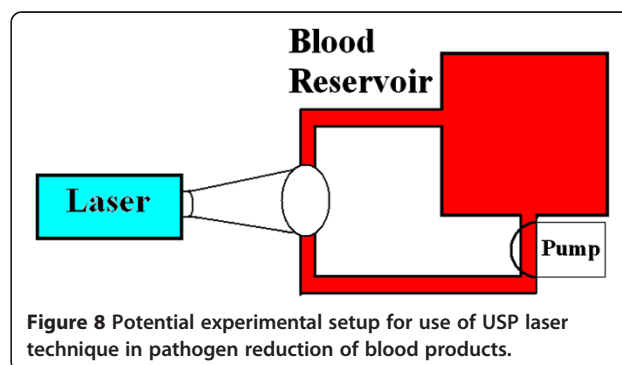 Blood
Reservoir
Laser
Pump
Figure 8 Potential experimental setup for use of USP laser
technique in pathogen reduction of blood products.